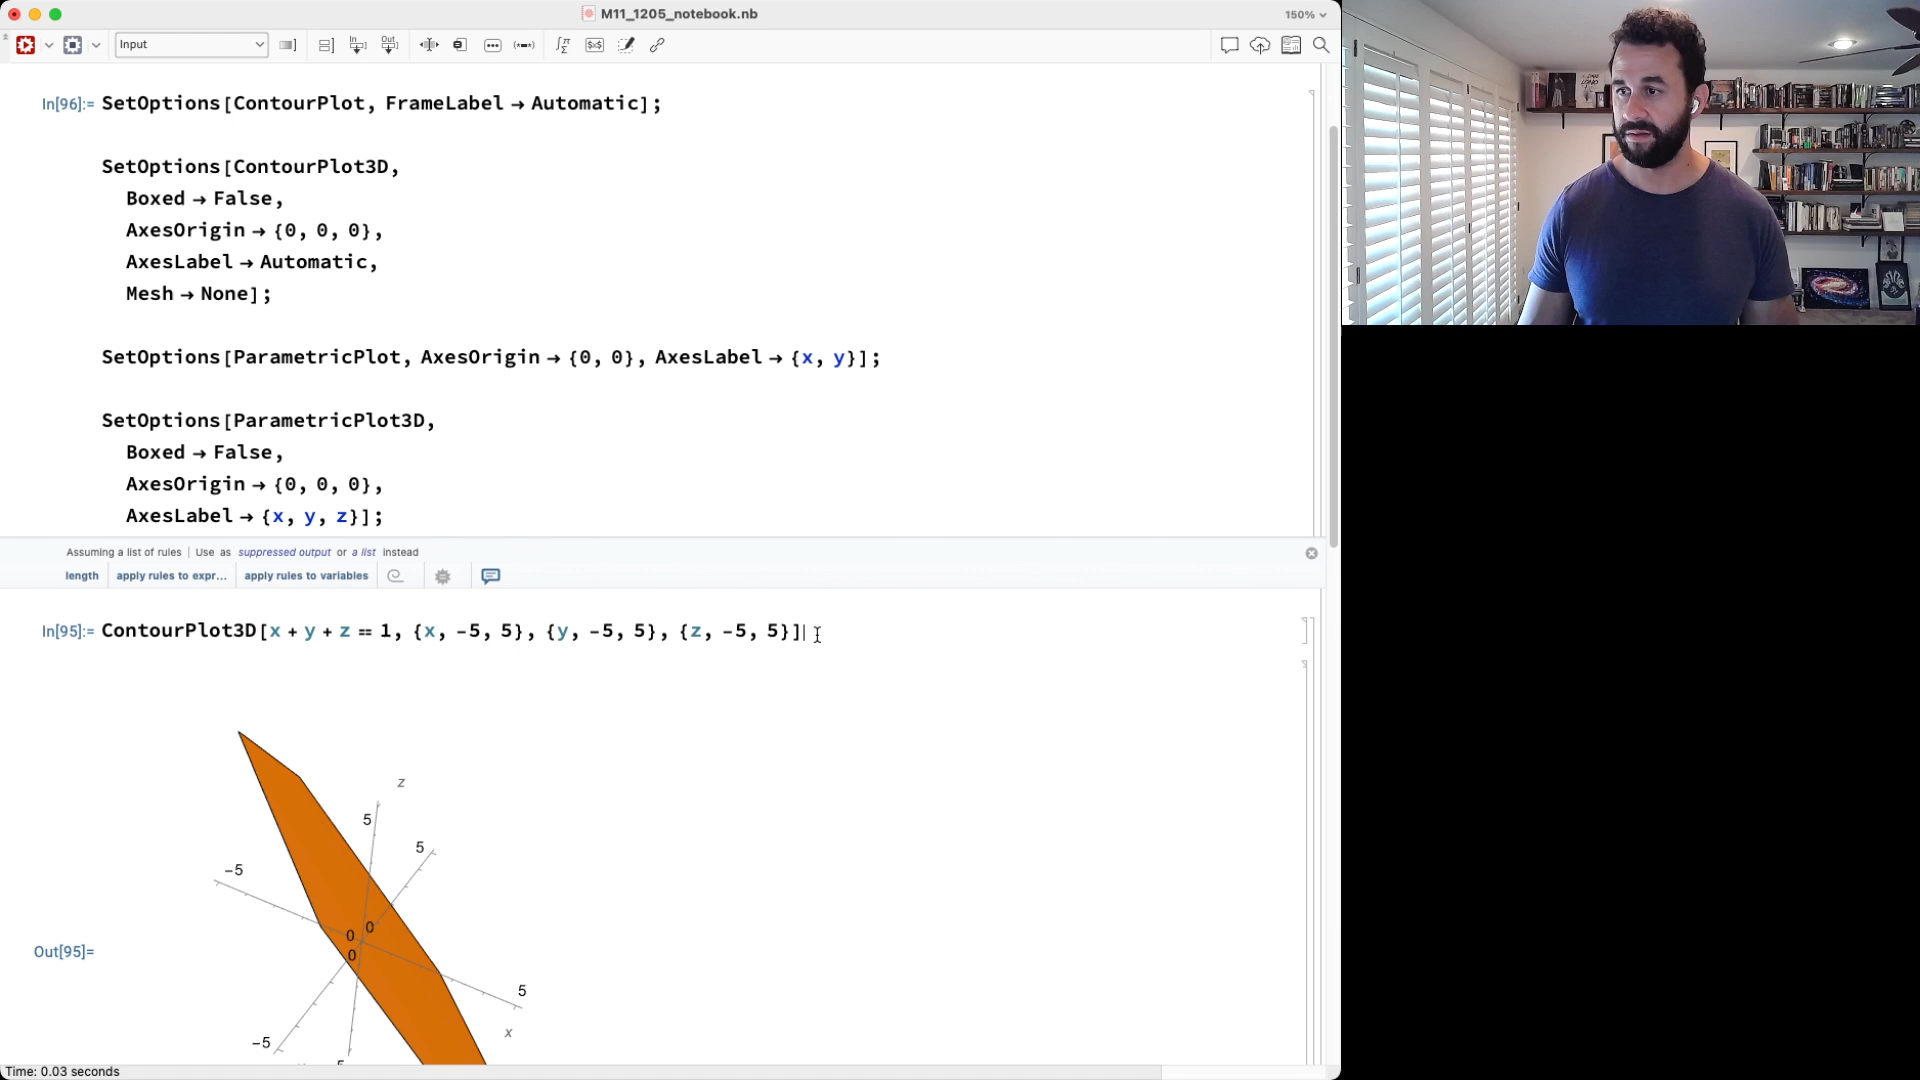 M11_1205_notebook.nb
150%
Input
In[96]:= SetOptions[ContourPlot, FrameLabel → Automatic];
SetOptions[ContourPlot3D,
Boxed → False,
AxesOrigin → {0, 0, 0},
AxesLabel → Automatic,
Mesh → None];
SetOptions[ParametricPlot, AxesOrigin → {0, 0}, AxesLabel → {x, y}];
SetOptions[ParametricPlot3D,
Boxed → False,
AxesOrigin → {0, 0, 0},
AxesLabel → {x, y, z}];
Assuming a list of rules | Use as suppressed output or a list instead
length apply rules to expr... apply rules to variables
In[95]:= ContourPlot3D[x + y + z == 1, {x, -5, 5}, {y, -5, 5}, {z, -5, 5}]
z
5
5
-5
0
0
0
Out[95]=
5
x
-5
Time: 0.03 seconds